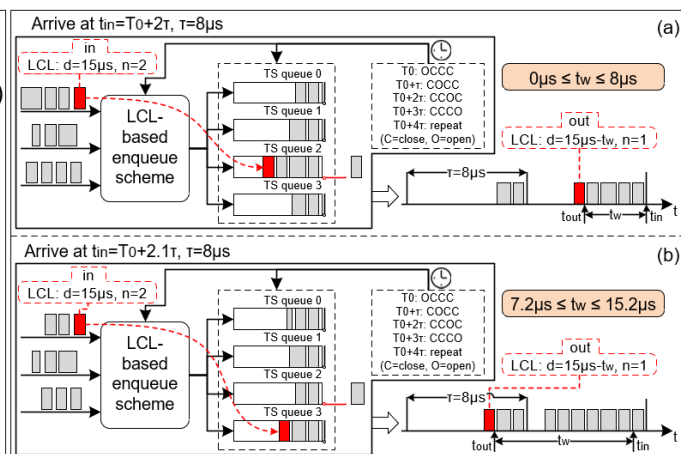 Arrive at tin=T0+2τ, τ=8μs
(a)
in
LCL: d=15μs, n=2
LCL-
based
enqueue
scheme
TS queue 0
TS queue 1
TS queue 2
TS queue 3
T0: OCCC
T0+τ: COCC
T0+2τ: CCOC
T0+3τ: CCCO
T0+4τ: repeat
(C=close, O=open)
0μs ≤ tw ≤ 8μs
out
LCL: d=15μs-tw, n=1
τ=8μs
tout
tw
tin
t
Arrive at tin=T0+2.1τ, τ=8μs
(b)
in
LCL: d=15μs, n=2
LCL-
based
enqueue
scheme
TS queue 0
TS queue 1
TS queue 2
TS queue 3
T0: OCCC
T0+τ: COCC
T0+2τ: CCOC
T0+3τ: CCCO
T0+4τ: repeat
(C=close, O=open)
7.2μs ≤ tw ≤ 15.2μs
out
LCL: d=15μs-tw, n=1
τ=8μs
tout
tw
tin
t